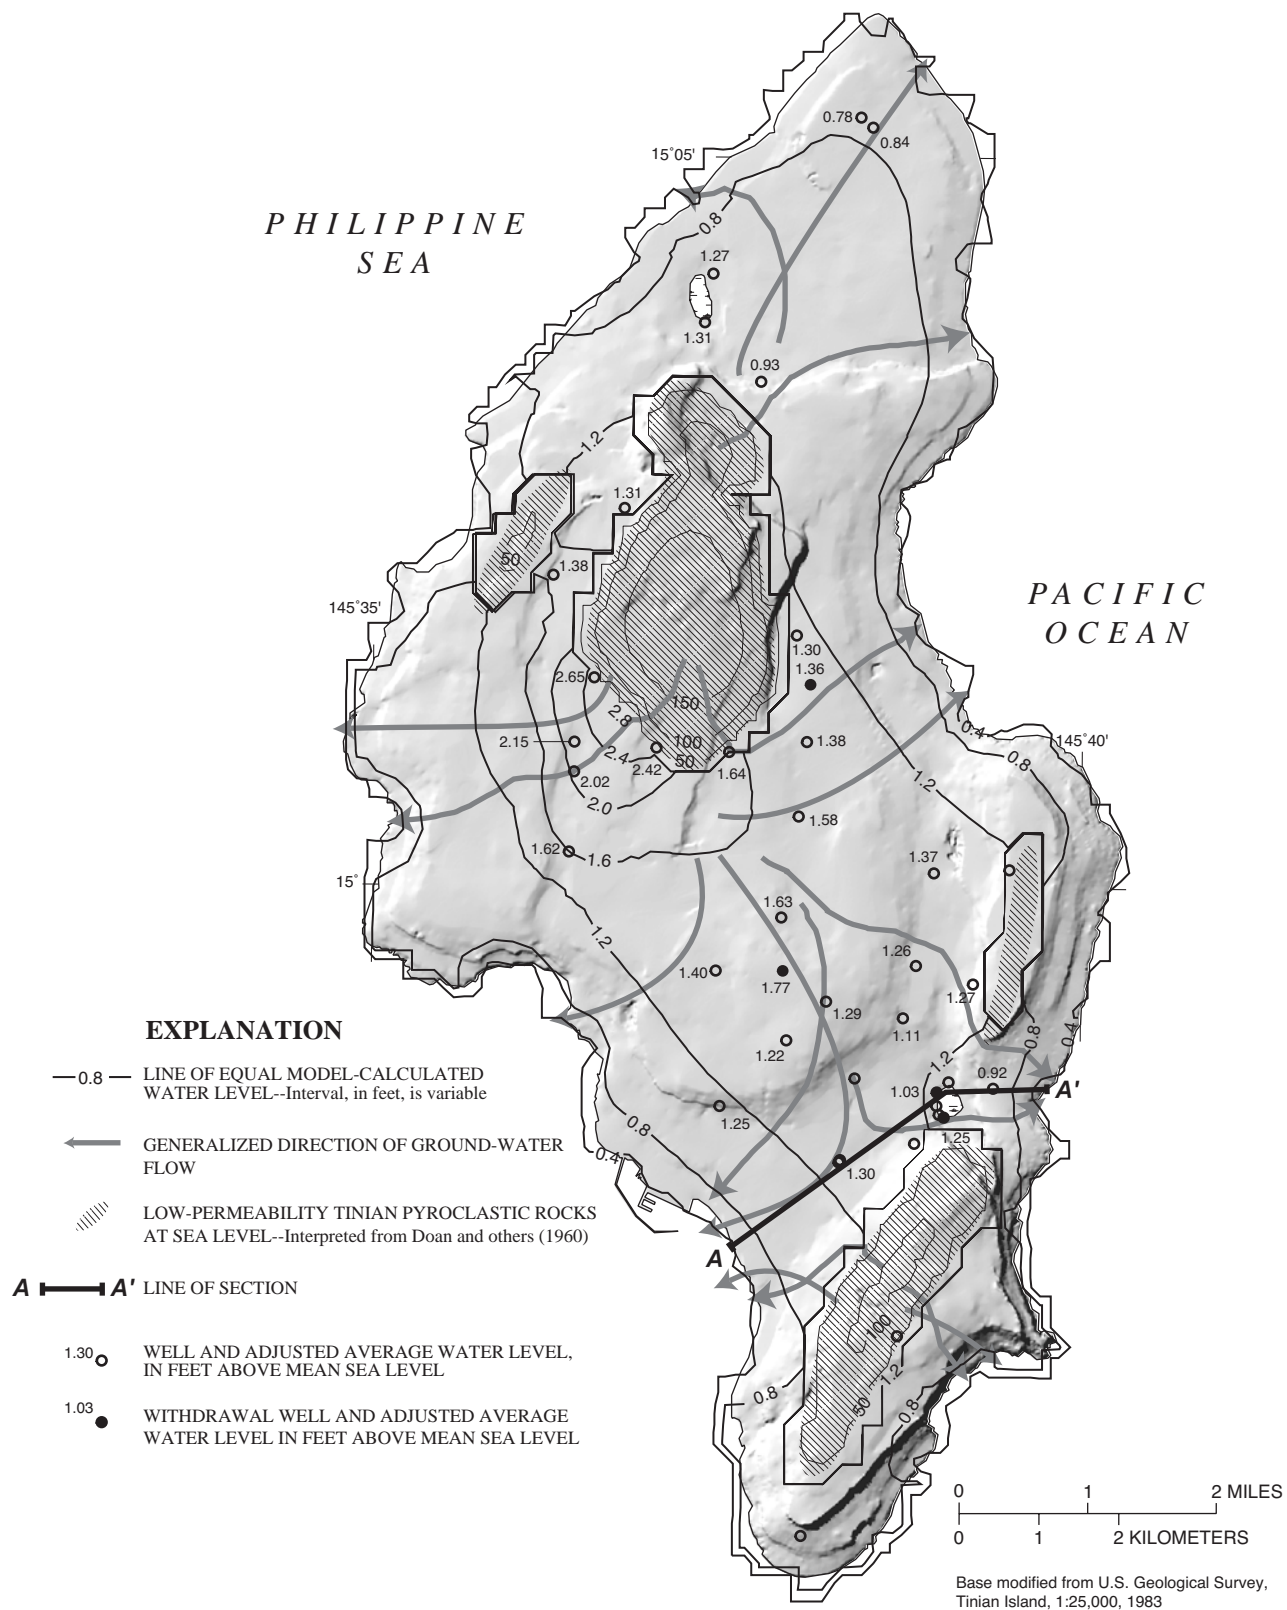 0.78
0.84
15°05'
PHILIPPINE
SEA
0.8
1.27
1.31
0.93
1.2
1.31
50
1.38
145°35'
PACIFIC
OCEAN
1.30
1.36
2.65
150
2.8
0.4
2.15
100
1.38
145°40'
2.4
2.42
50
1.64
0.8
2.02
1.2
2.0
1.58
1.62
1.6
1.37
15°
1.63
1.2
1.26
1.40
1.77
1.27
1.29
1.11
0.8
0.4
1.22
1.2
0.92
1.03
A'
1.25
0.8
1.25
0.4
1.30
A
100
1.2
0.8
50
0.8
EXPLANATION
0.8
LINE OF EQUAL MODEL-CALCULATED
WATER LEVEL--Interval, in feet, is variable
GENERALIZED DIRECTION OF GROUND-WATER
FLOW
LOW-PERMEABILITY TINIAN PYROCLASTIC ROCKS
AT SEA LEVEL--Interpreted from Doan and others (1960)
A A' LINE OF SECTION
1.30
WELL AND ADJUSTED AVERAGE WATER LEVEL,
IN FEET ABOVE MEAN SEA LEVEL
1.03
WITHDRAWAL WELL AND ADJUSTED AVERAGE
WATER LEVEL IN FEET ABOVE MEAN SEA LEVEL
0 1 2 MILES
0 1 2 KILOMETERS
Base modified from U.S. Geological Survey,
Tinian Island, 1:25,000, 1983